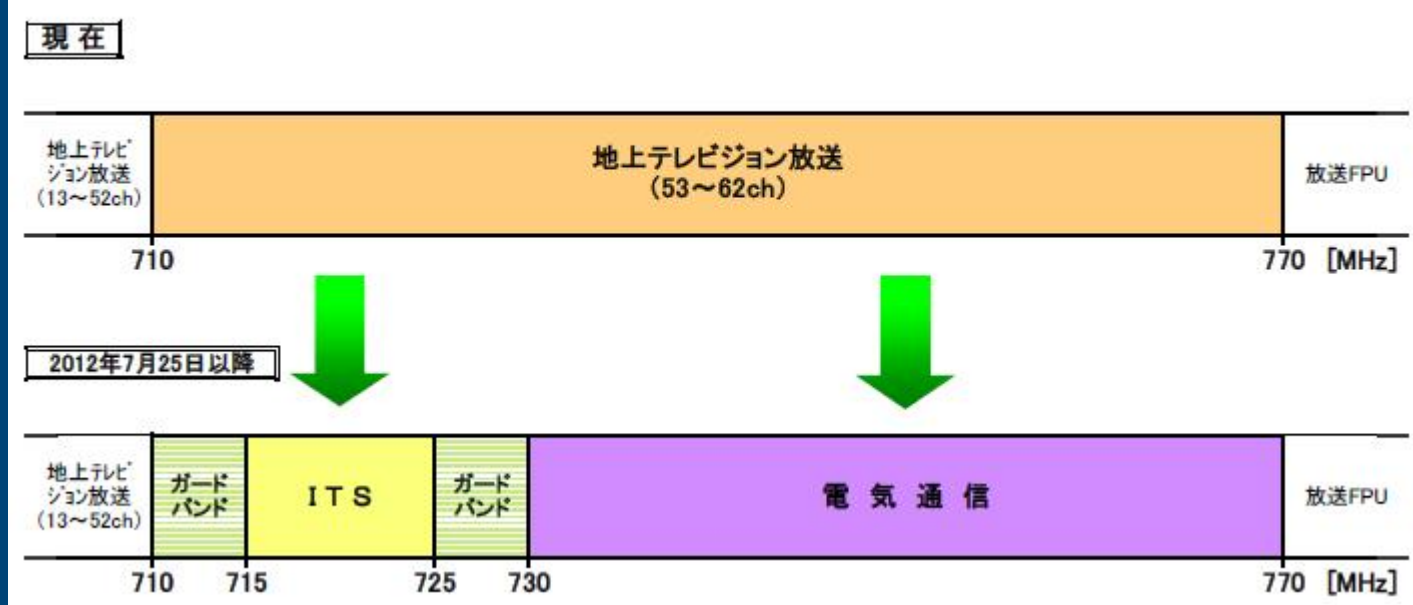 現在
地上テレビ
ジョン放送
(13～52ch)
地上テレビジョン放送
(53～62ch)
放送FPU
710
770 [MHz]
2012年7月25日以降
地上テレビ
ジョン放送
(13～52ch)
ガード
バンド
ITS
ガード
バンド
電気通信
放送FPU
710
715
725
730
770 [MHz]